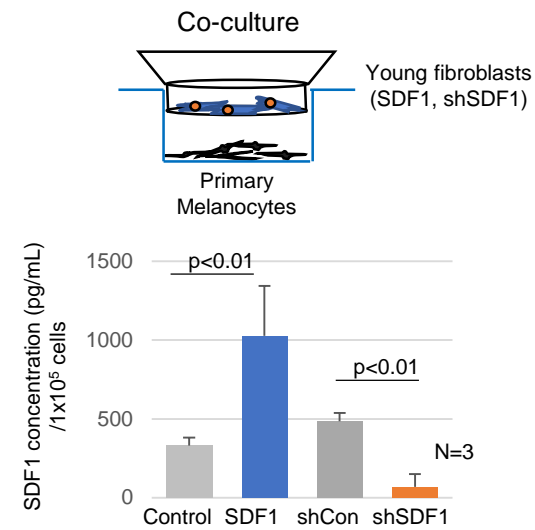 Co-culture
Young fibroblasts
(SDF1, shSDF1)
Primary
Melanocytes
SDF1 concentration (pg/mL)
/1x10⁵ cells
1500
1000
500
0
p<0.01
p<0.01
N=3
Control SDF1 shCon shSDF1